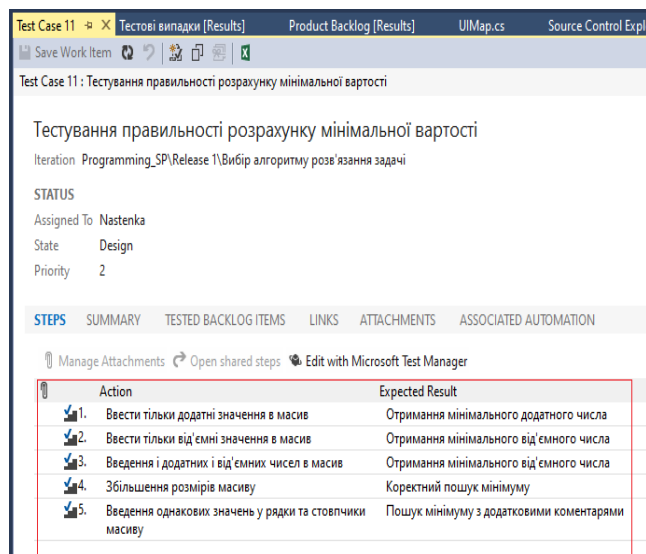 Test Case 11 Тестові випадки [Results] Product Backlog [Results] UIMap.cs Source Control Expl
Save Work Item
Test Case 11 : Тестування правильності розрахунку мінімальної вартості
Тестування правильності розрахунку мінімальної вартості
Iteration Programming_SP\Release 1\Вибір алгоритму розв'язання задачі
STATUS
Assigned To Nastenka
State Design
Priority 2
STEPS SUMMARY TESTED BACKLOG ITEMS LINKS ATTACHMENTS ASSOCIATED AUTOMATION
Manage Attachments Open shared steps Edit with Microsoft Test Manager
Action Expected Result
1. Ввести тільки додатні значення в масив Отримання мінімального додатного числа
2. Ввести тільки від'ємні значення в масив Отримання мінімального від'ємного числа
3. Введення і додатних і від'ємних чисел в масив Отримання мінімального від'ємного числа
4. Збільшення розмірів масиву Коректний пошук мінімуму
5. Введення однакових значень у рядки та стовпчики Пошук мінімуму з додатковими коментарями
масиву